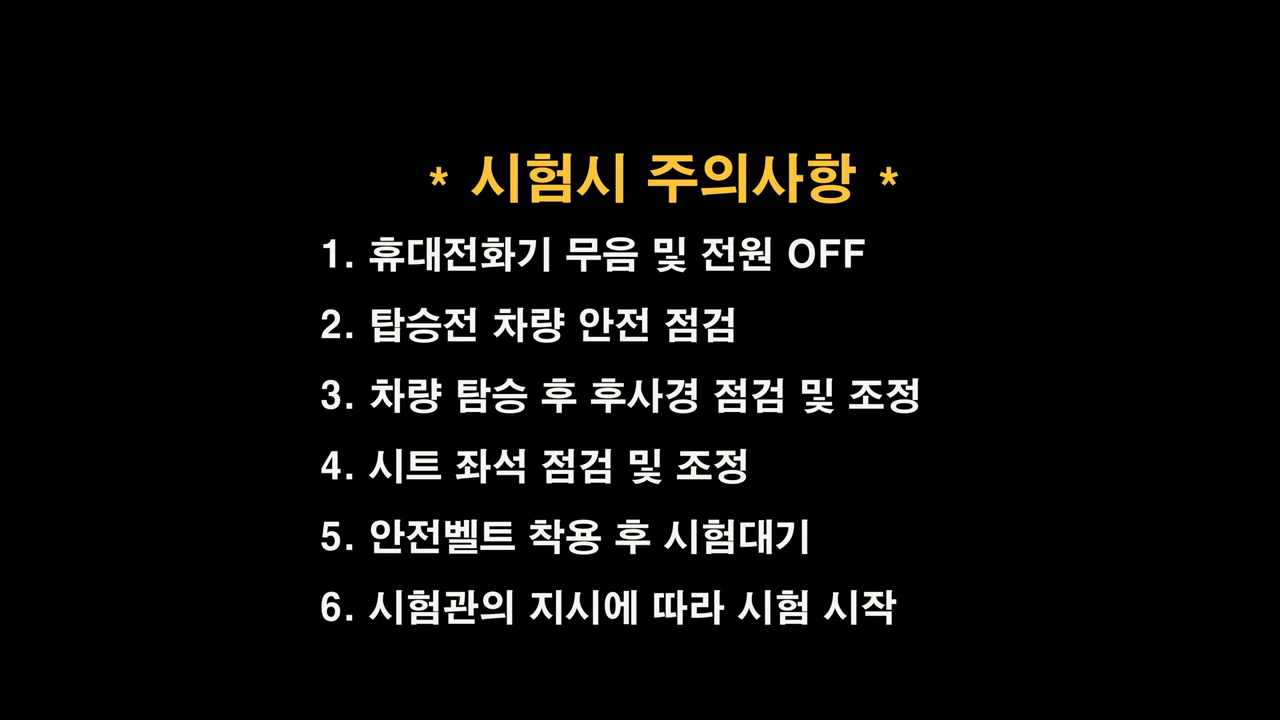 * 시험시 주의사항 *
1. 휴대전화기 무음 및 전원 OFF
2. 탑승전 차량 안전 점검
3. 차량 탐승 후 후사경 점검 및 조정
4. 시트 좌석 점검 및 조정
5. 안전벨트 착용 후 시험대기
6. 시험관의 지시에 따라 시험 시작